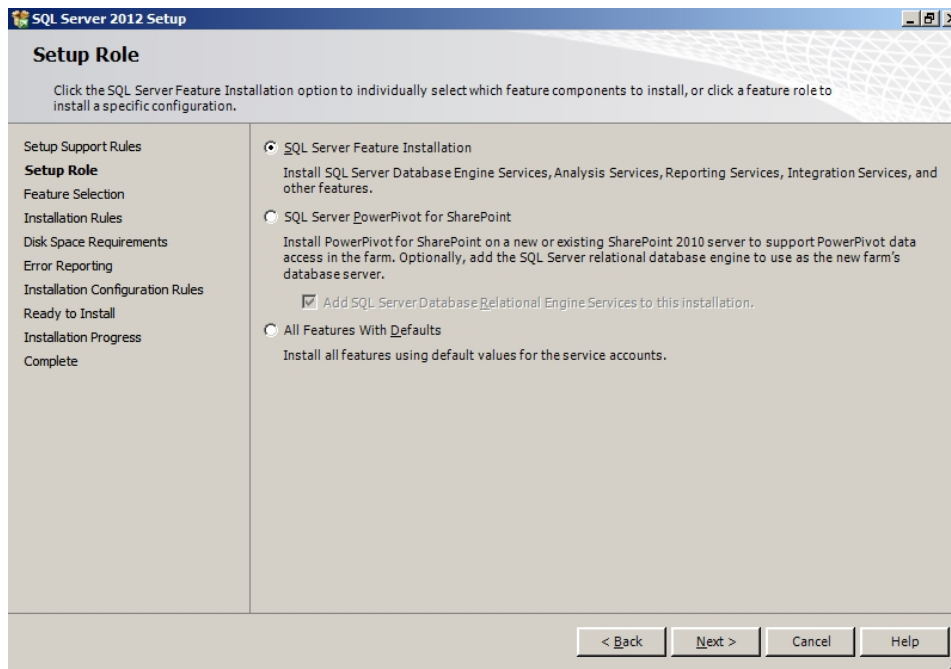 SQL Server 2012 Setup
Setup Role
Click the SQL Server Feature Installation option to individually select which feature components to install, or click a feature role to
install a specific configuration.
Setup Support Rules
Setup Role
Feature Selection
Installation Rules
Disk Space Requirements
Error Reporting
Installation Configuration Rules
Ready to Install
Installation Progress
Complete
SQL Server Feature Installation
Install SQL Server Database Engine Services, Analysis Services, Reporting Services, Integration Services, and
other features.
SQL Server PowerPivot for SharePoint
Install PowerPivot for SharePoint on a new or existing SharePoint 2010 server to support PowerPivot data
access in the farm. Optionally, add the SQL Server relational database engine to use as the new farm's
database server.
Add SQL Server Database Relational Engine Services to this installation.
All Features With Defaults
Install all features using default values for the service accounts.
< Back
Next >
Cancel
Help